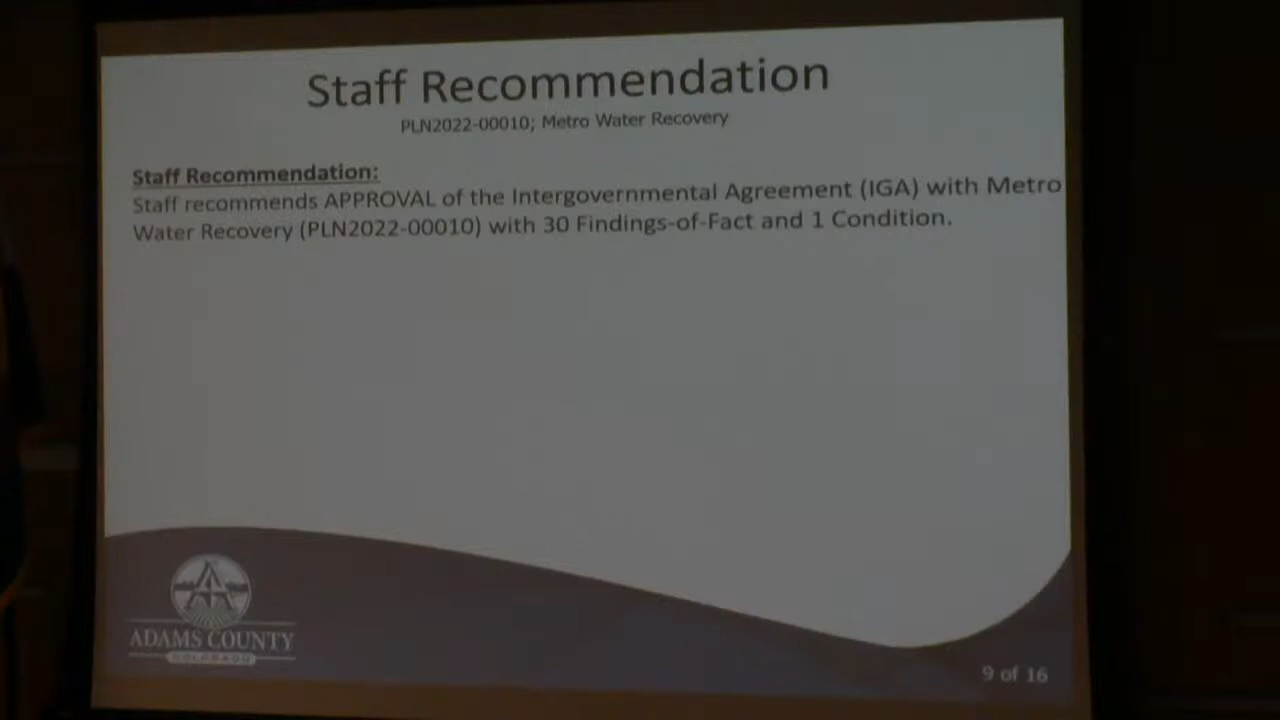 Staff Recommendation
PLN2022-00010; Metro Water Recovery
Staff Recommendation:
Staff recommends APPROVAL of the Intergovernmental Agreement (IGA) with Metro
Water Recovery (PLN2022-00010) with 30 Findings-of-Fact and 1 Condition.
ADAMS COUNTY
COLORADO
9 of 16